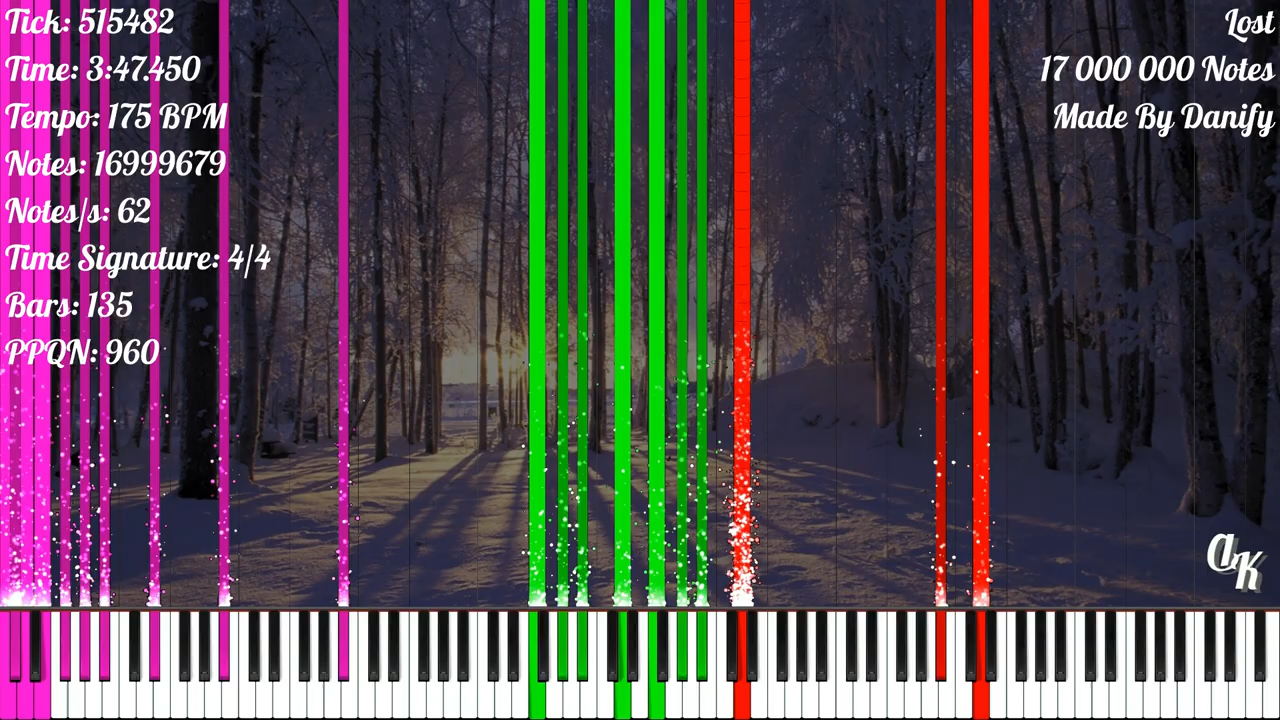 Tick: 515482
Time: 3:47.450
Tempo: 175 BPM
Notes: 16999679
Notes/s: 62
Time Signature: 4/4
Bars: 135
PPQN: 960
Lost
17 000 000 Notes
Made By Danify
aK